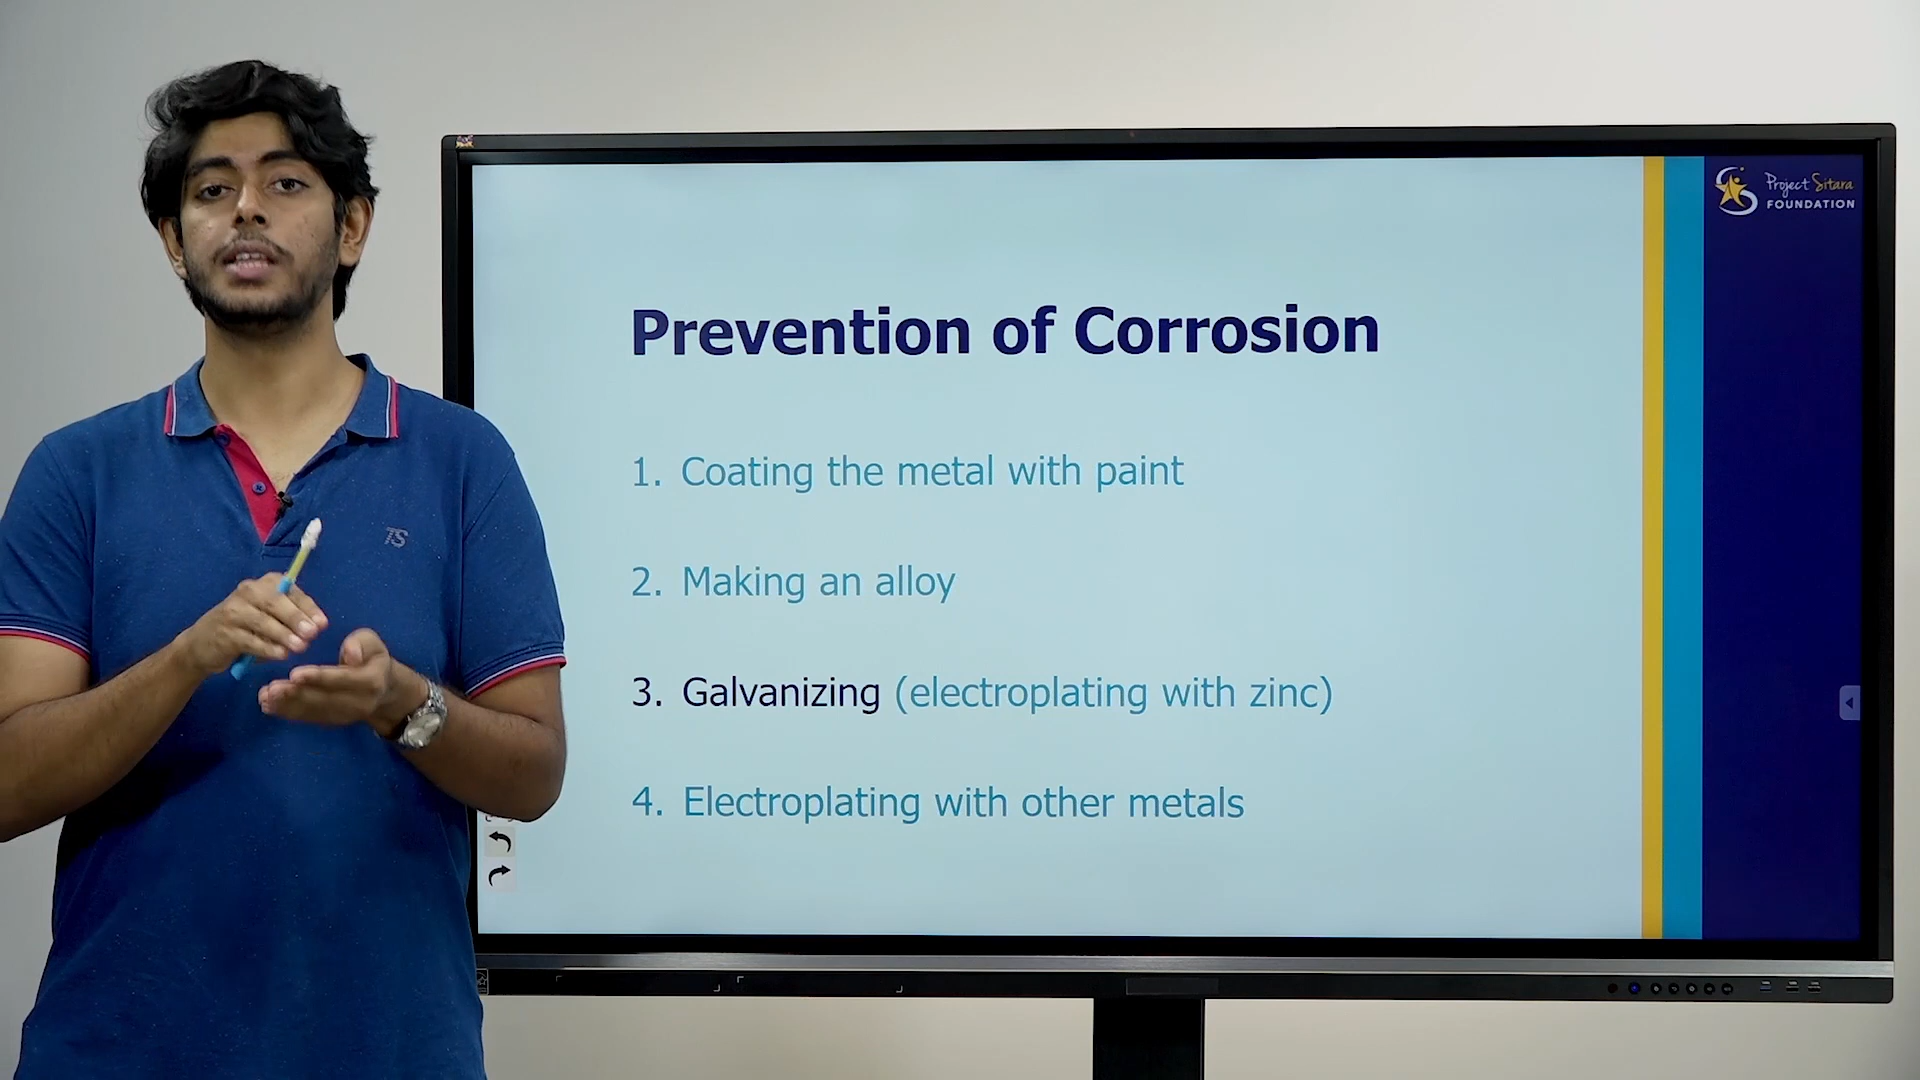 Project Sitara
FOUNDATION
Prevention of Corrosion
1. Coating the metal with paint
2. Making an alloy
3. Galvanizing (electroplating with zinc)
4. Electroplating with other metals
7S